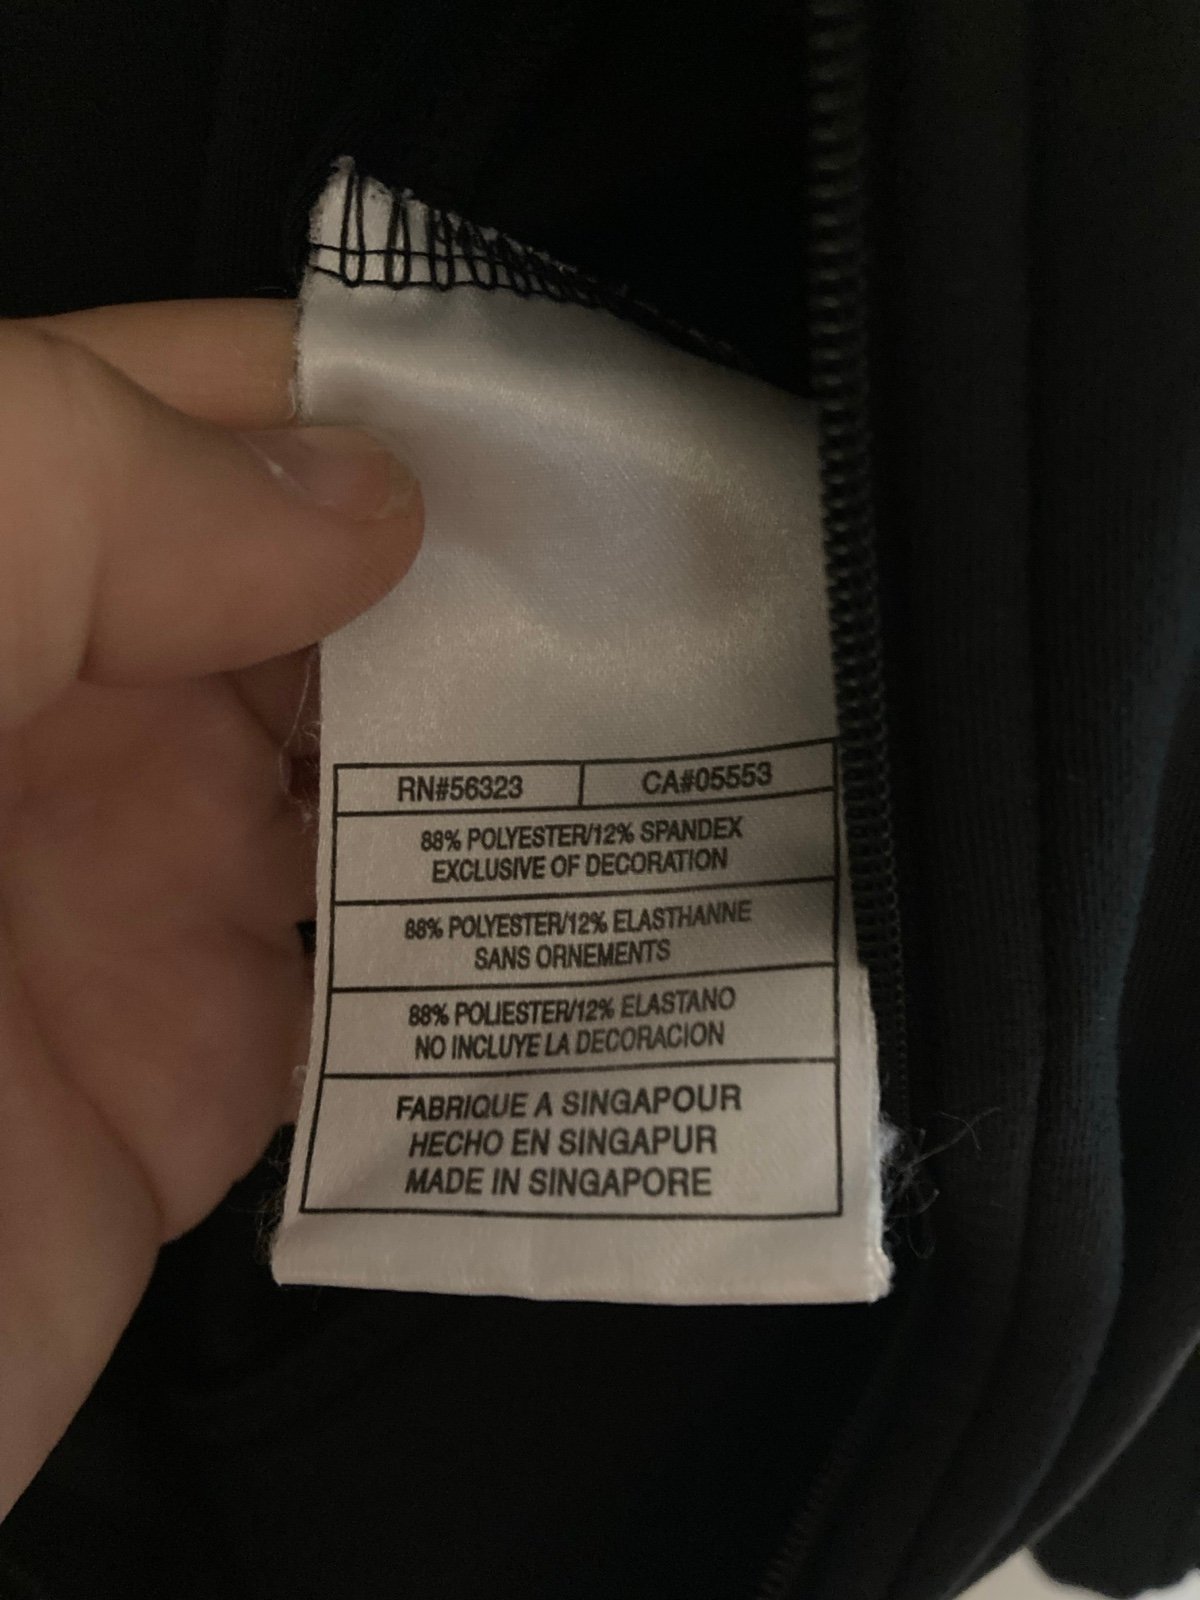 RN#56323 CA#05553
88% POLYESTER/12% SPANDEX
EXCLUSIVE OF DECORATION
88% POLYESTER/12% ELASTHANNE
SANS ORNEMENTS
88% POLIESTER/12% ELASTANO
NO INCLUYE LA DECORACION
FABRIQUE A SINGAPOUR
HECHO EN SINGAPUR
MADE IN SINGAPORE